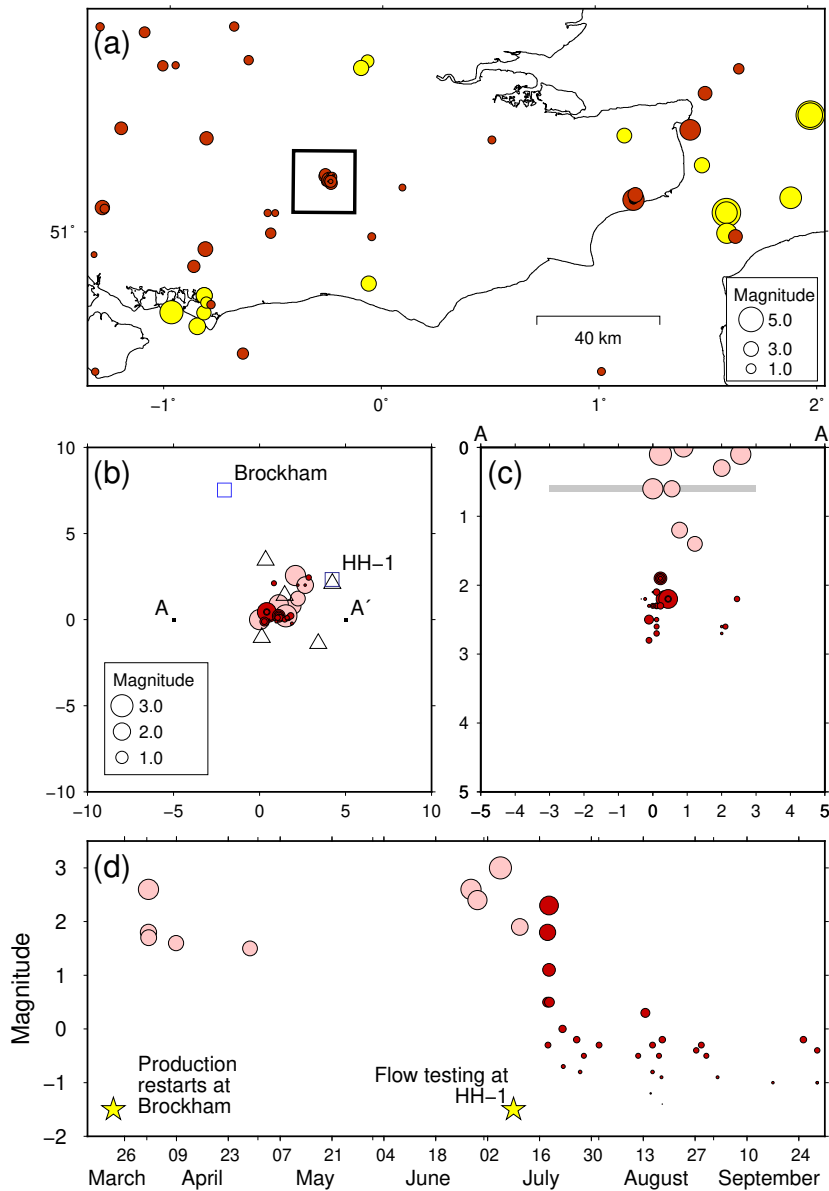 (a)
51˚
Magnitude
5.0
3.0
1.0
40 km
−1˚
0˚
1˚
2˚
(b)
Brockham
HH−1
A
A´
Magnitude
3.0
2.0
1.0
10
5
0
−5
−10
−10
−5
0
5
10
A
A
(c)
0
1
2
3
4
5
−5
−4
−3
−2
−1
0
1
2
3
4
5
(d)
Magnitude
3
2
1
0
−1
−2
Production
restarts at
Brockham
Flow testing at
HH−1
26
09
23
07
21
04
18
02
16
30
13
27
10
24
March
April
May
June
July
August
September